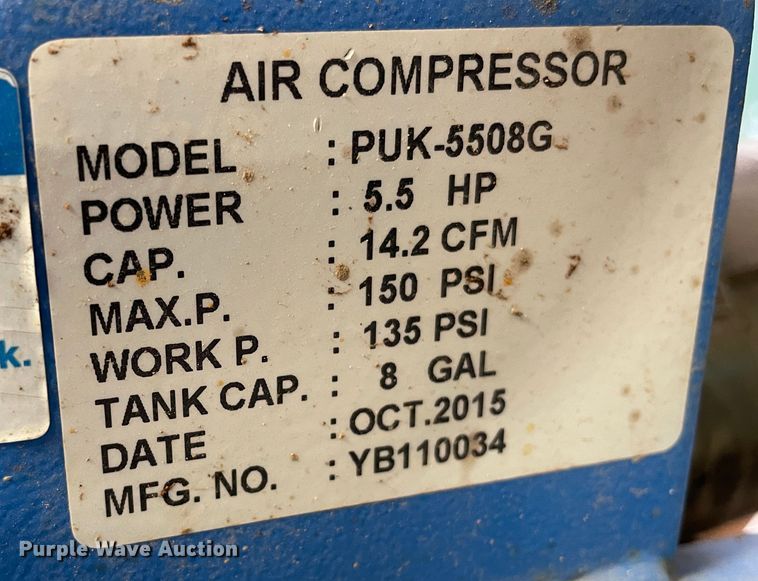 AIR COMPRESSOR
MODEL : PUK-5508G
POWER : 5.5 HP
CAP. : 14.2 CFM
MAX.P. : 150 PSI
WORK P. : 135 PSI
TANK CAP. : 8 GAL
DATE : OCT.2015
MFG. NO. : YB110034
k.
Purple Wave Auction